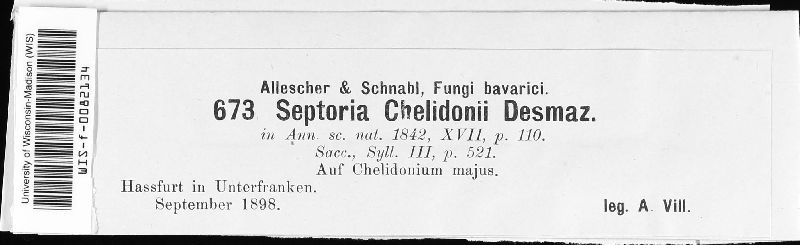 University of Wisconsin-Madison (WIS)
WIS-f-0082134
Allescher & Schnabl, Fungi bavarici.
673 Septoria Chelidonii Desmaz.
in Ann. sc. nat. 1842, XVII, p. 110.
Sacc., Syll. III, p. 521.
Auf Chelidonium majus.
Hassfurt in Unterfranken.
September 1898.
leg. A. Vill.